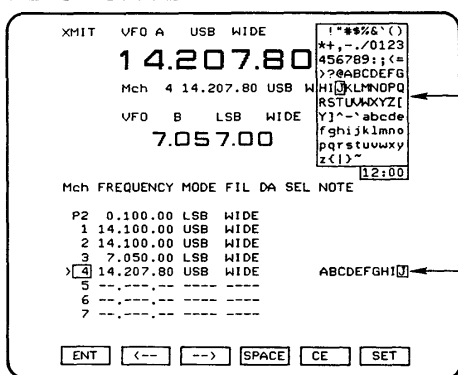 XMIT VFO A USB WIDE
14.207.80
Mch 4 14.207.80 USB W
VFO B LSB WIDE
7.057.00
!"#$%&`()
*+,-./0123
456789:;<=
>?@ABCDEFG
HIJKLMNOPQ
RSTUVWXYZ[
Y]^-`abcde
fghijklmno
pqrstuvwxy
z{|}~
12:00
Mch FREQUENCY MODE FIL DA SEL NOTE
P2 0.100.00 LSB WIDE
1 14.100.00 USB WIDE
2 14.100.00 USB WIDE
3 7.050.00 LSB WIDE
>4 14.207.80 USB WIDE ABCDEFGHIJ
5 --.---.-- --- ----
6 --.---.-- --- ----
7 --.---.-- --- ----
ENT <-- --> SPACE CE SET